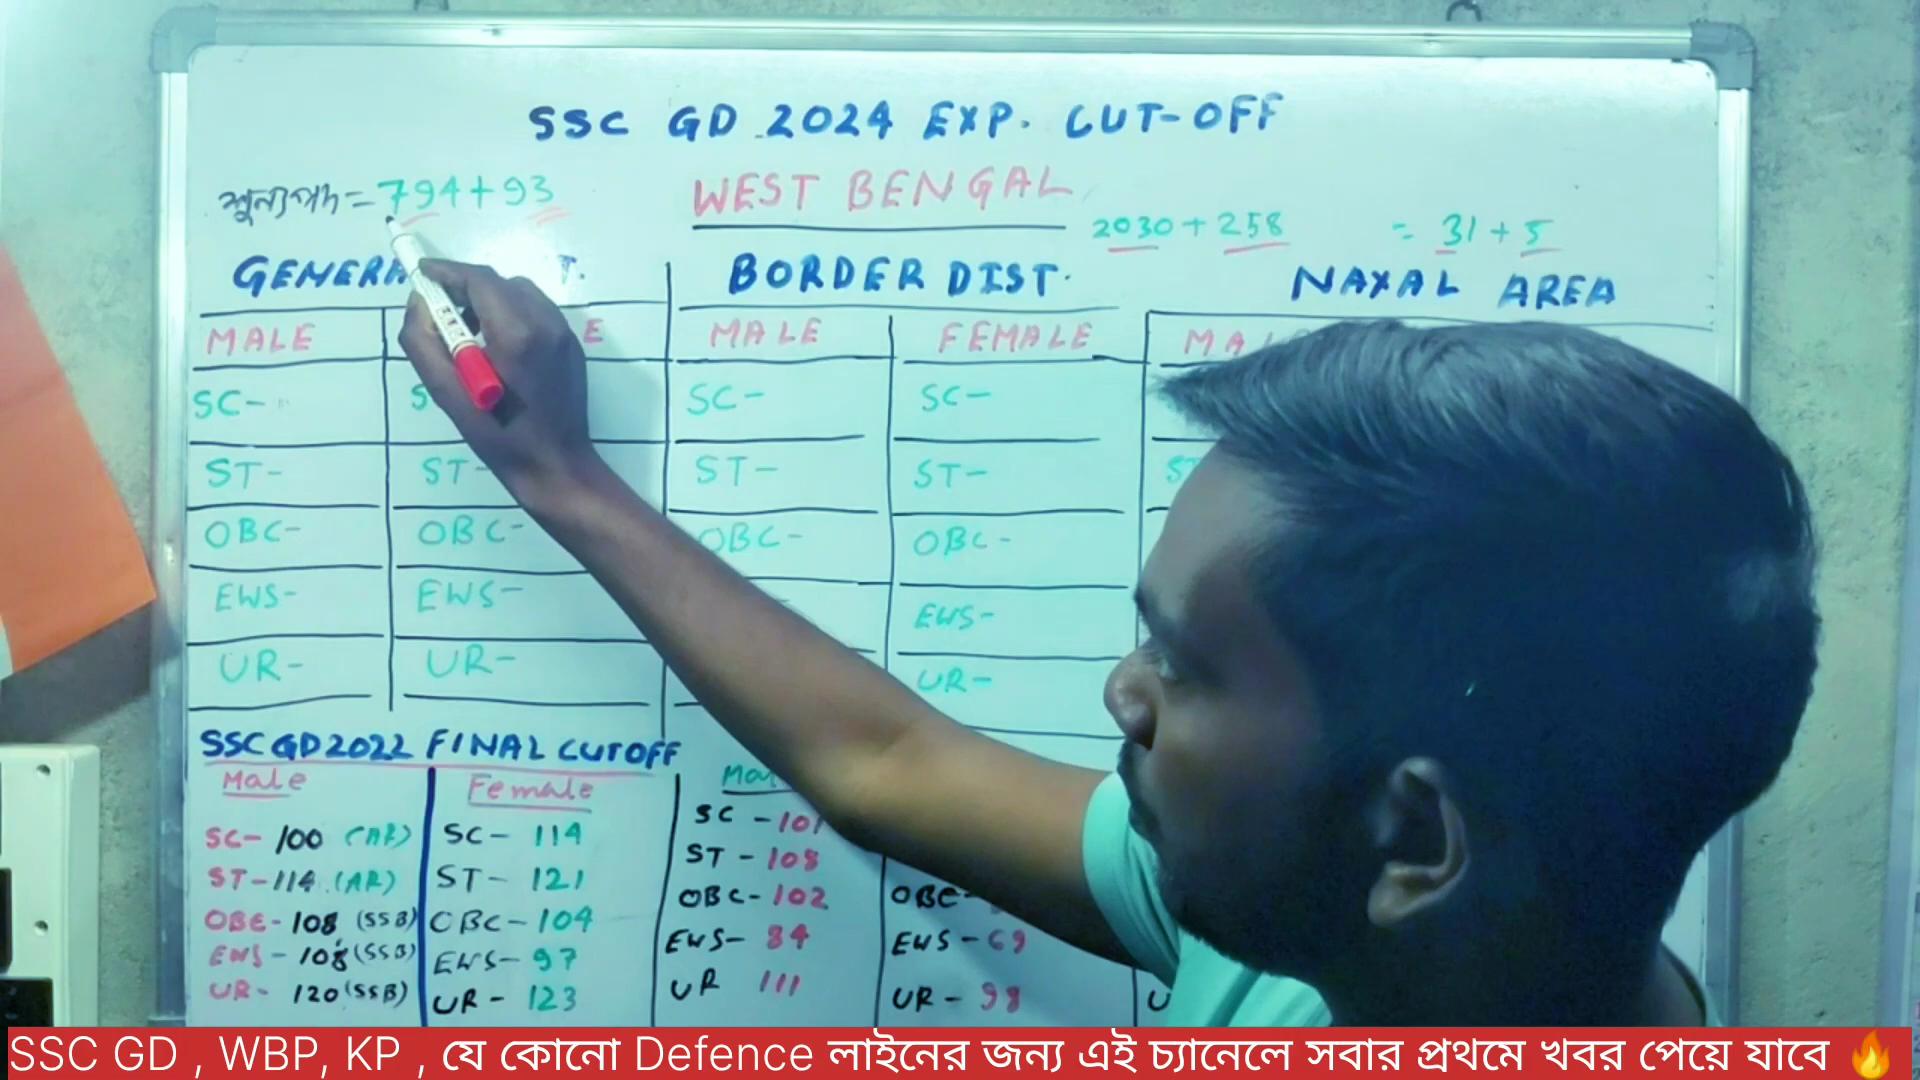 SSC GD 2024 EXP. CUT-OFF
শূন্যপদ = 794+93
WEST BENGAL
2030 + 258
= 31 + 5
BORDER DIST.
NAXAL AREA
MALE
MALE
FEMALE
SC-
SC-
SC-
ST-
ST-
ST-
ST-
OBC-
OBC-
OBC-
OBC-
EWS-
EWS-
EWS-
UR-
UR-
UR-
SSC GD 2022 FINAL CUTOFF
Male
Female
SC- 100 (AR)
ST-114 (AR)
OBC- 108 (SSB)
EWS - 108 (SSB)
UR- 120 (SSB)
SC- 114
ST- 121
OBC- 104
EWS- 97
UR - 123
SC - 101
ST - 108
OBC- 102
EWS- 84
UR 111
OBC-
EWS - 69
UR - 98
SSC GD , WBP, KP , যে কোনো Defence লাইনের জন্য এই চ্যানেলে সবার প্রথমে খবর পেয়ে যাবে 🔥